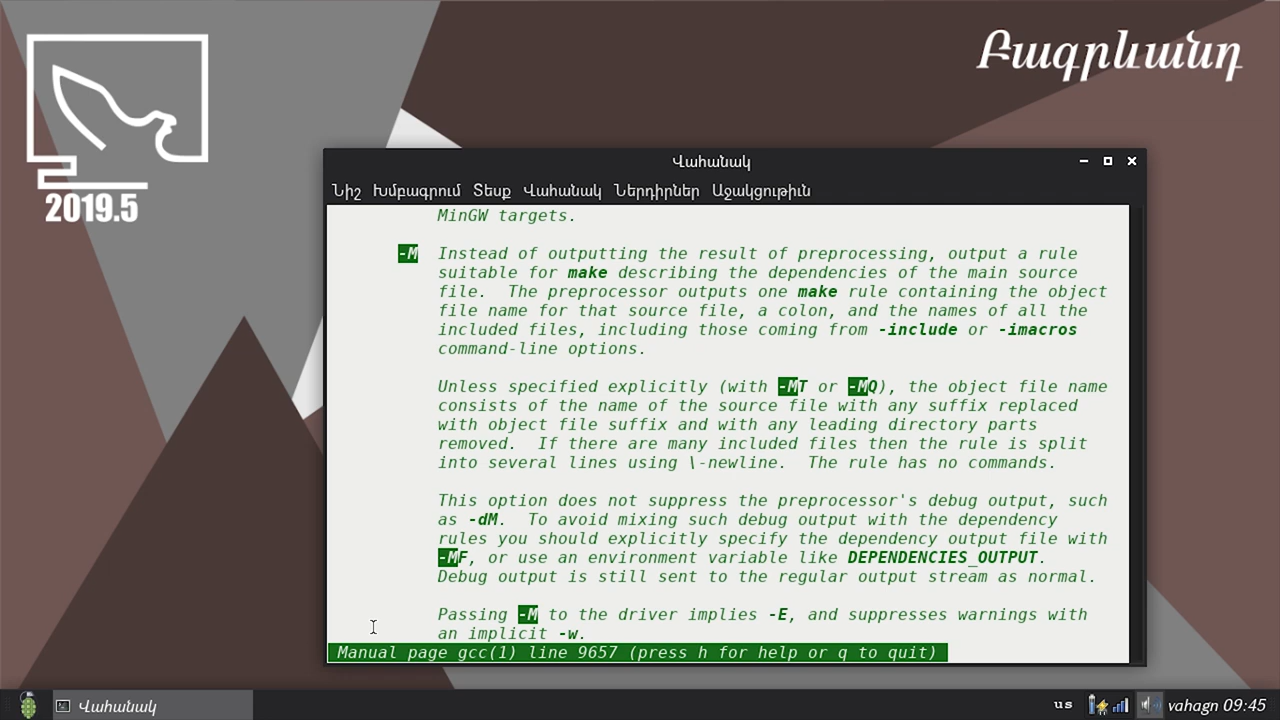 Բագրևանդ
2019.5
Վահանակ
Նիշ Խմբագրում Տեսք Վահանակ Ներդիրներ Աջակցութիւն
MinGW targets.
-M Instead of outputting the result of preprocessing, output a rule
suitable for make describing the dependencies of the main source
file. The preprocessor outputs one make rule containing the object
file name for that source file, a colon, and the names of all the
included files, including those coming from -include or -imacros
command-line options.
Unless specified explicitly (with -MT or -MQ), the object file name
consists of the name of the source file with any suffix replaced
with object file suffix and with any leading directory parts
removed. If there are many included files then the rule is split
into several lines using \-newline. The rule has no commands.
This option does not suppress the preprocessor's debug output, such
as -dM. To avoid mixing such debug output with the dependency
rules you should explicitly specify the dependency output file with
-MF, or use an environment variable like DEPENDENCIES_OUTPUT.
Debug output is still sent to the regular output stream as normal.
Passing -M to the driver implies -E, and suppresses warnings with
an implicit -w.
Manual page gcc(1) line 9657 (press h for help or q to quit)
Վահանակ us vahagn 09:45